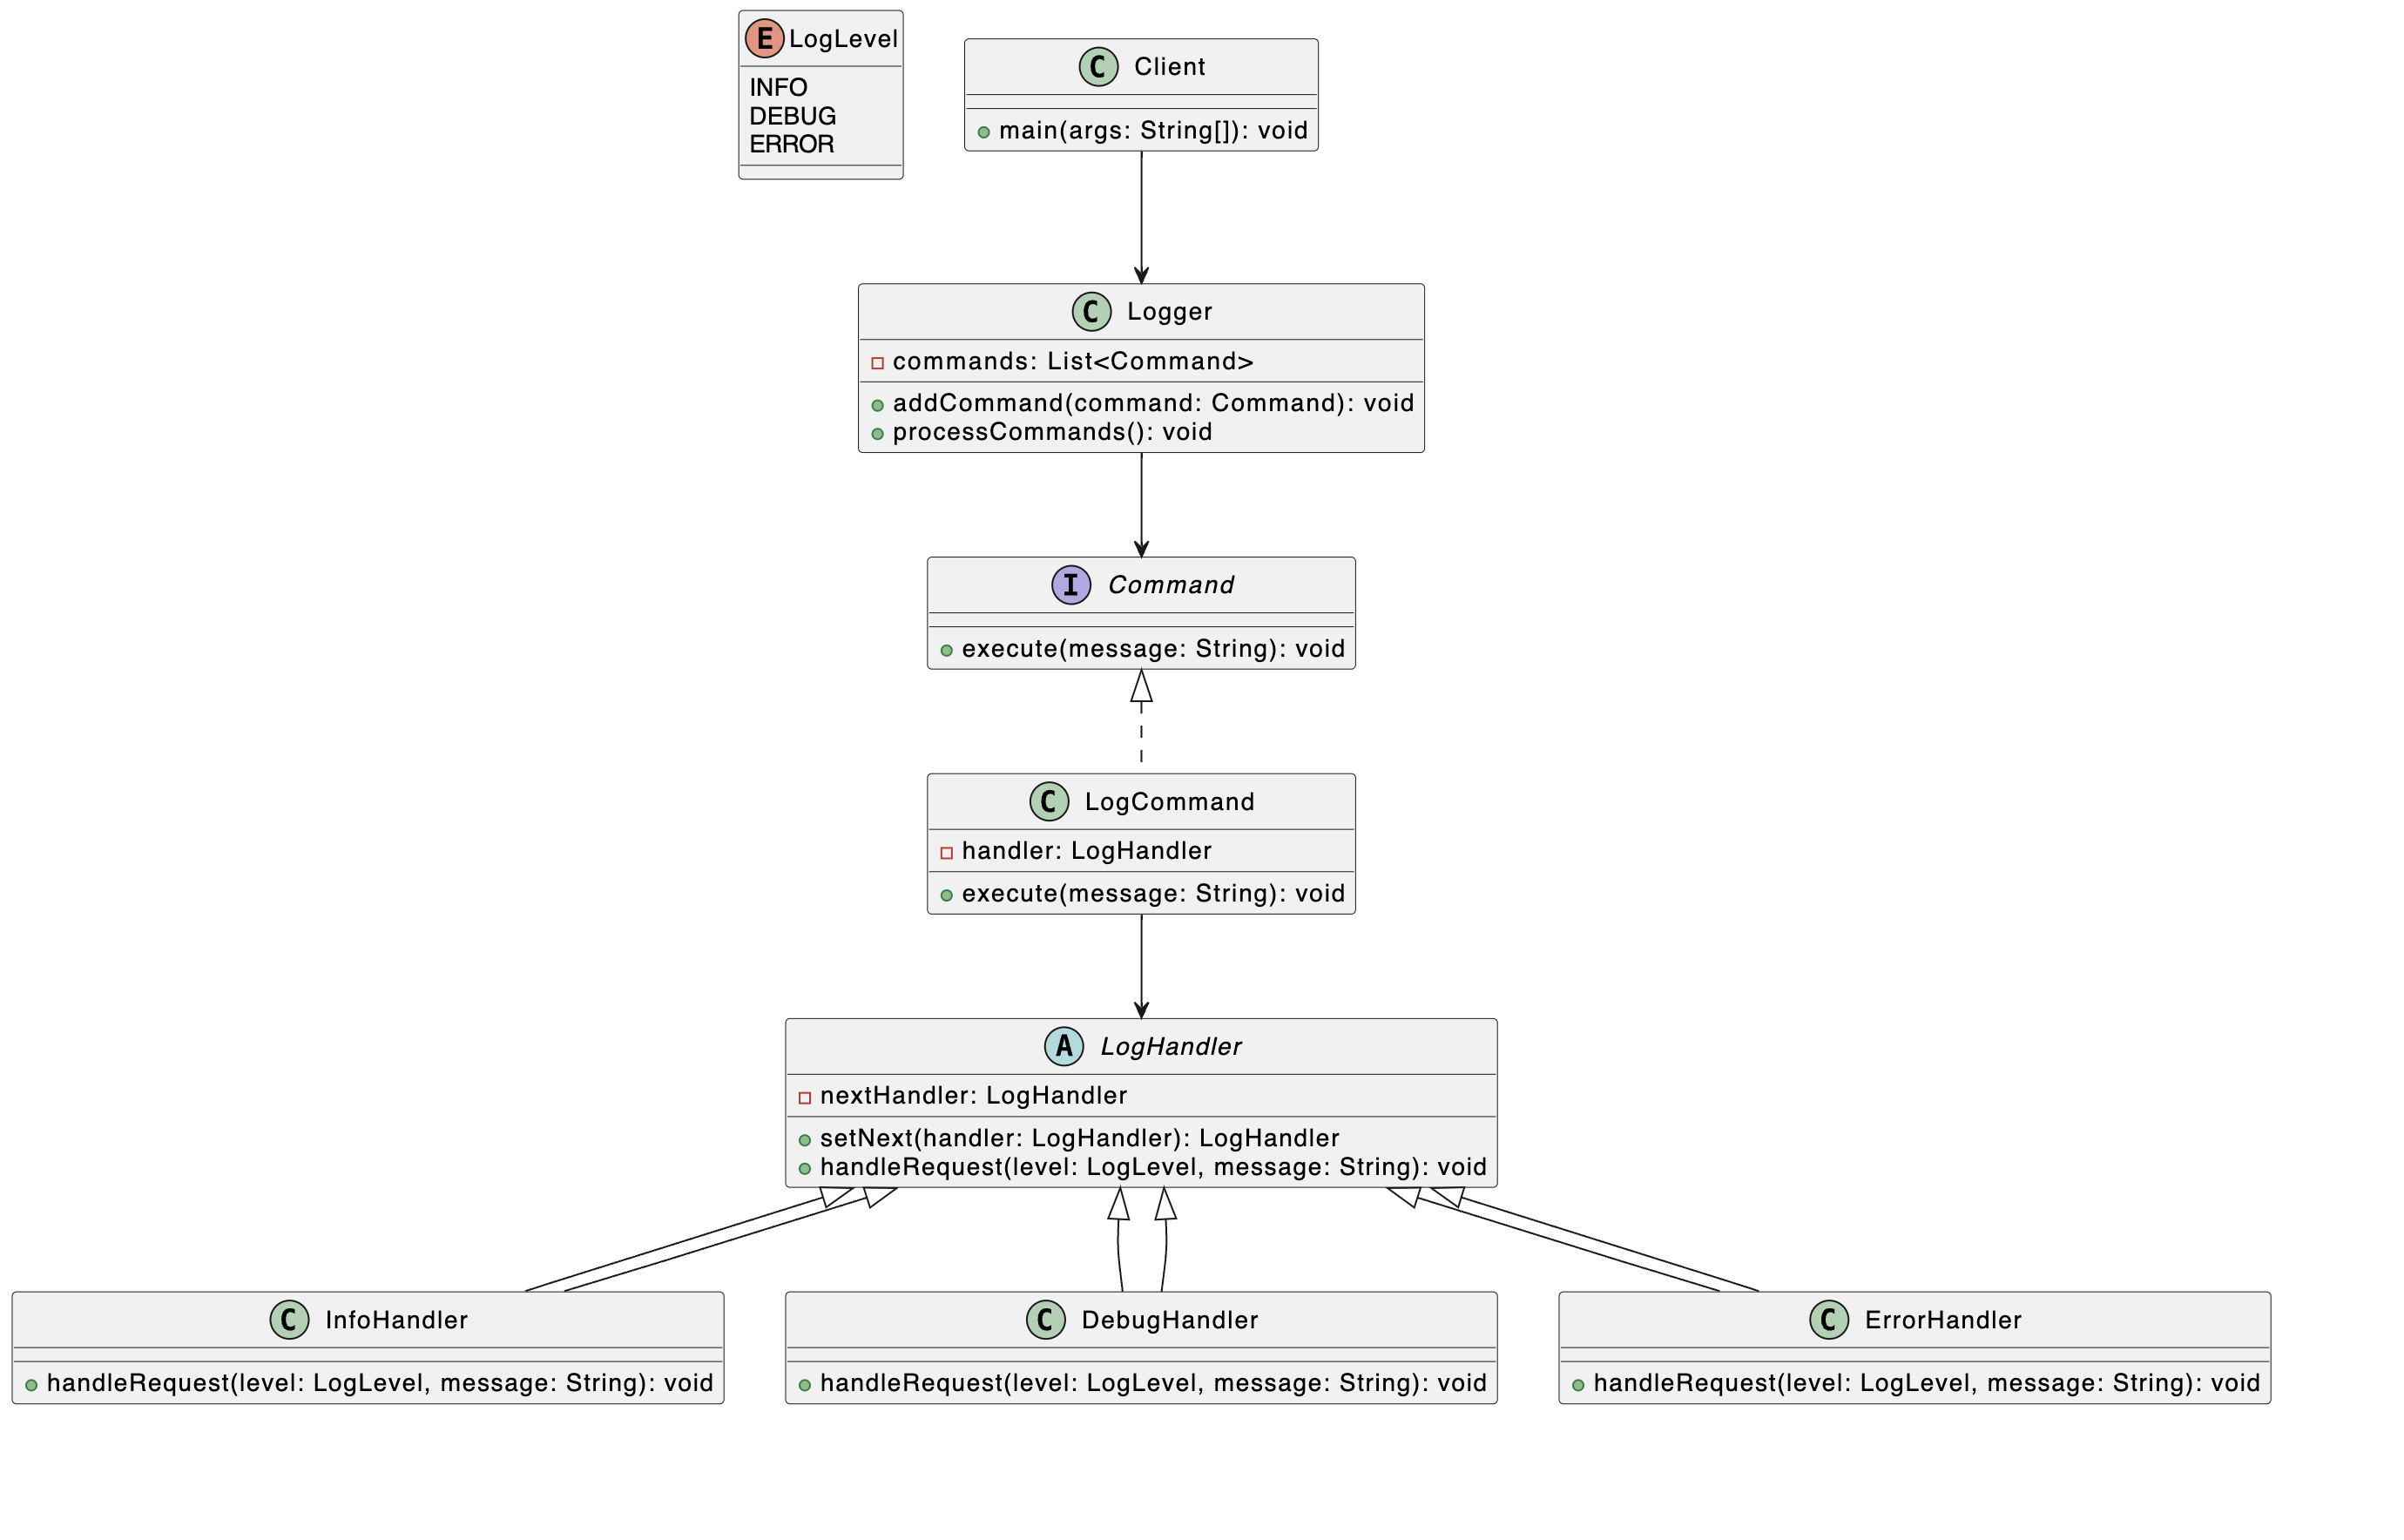 E LogLevel
INFO
DEBUG
ERROR
C Client
main(args: String[]): void
C Logger
commands: List<Command>
addCommand(command: Command): void
processCommands(): void
I Command
execute(message: String): void
C LogCommand
handler: LogHandler
execute(message: String): void
A LogHandler
nextHandler: LogHandler
setNext(handler: LogHandler): LogHandler
handleRequest(level: LogLevel, message: String): void
C InfoHandler
handleRequest(level: LogLevel, message: String): void
C DebugHandler
handleRequest(level: LogLevel, message: String): void
C ErrorHandler
handleRequest(level: LogLevel, message: String): void